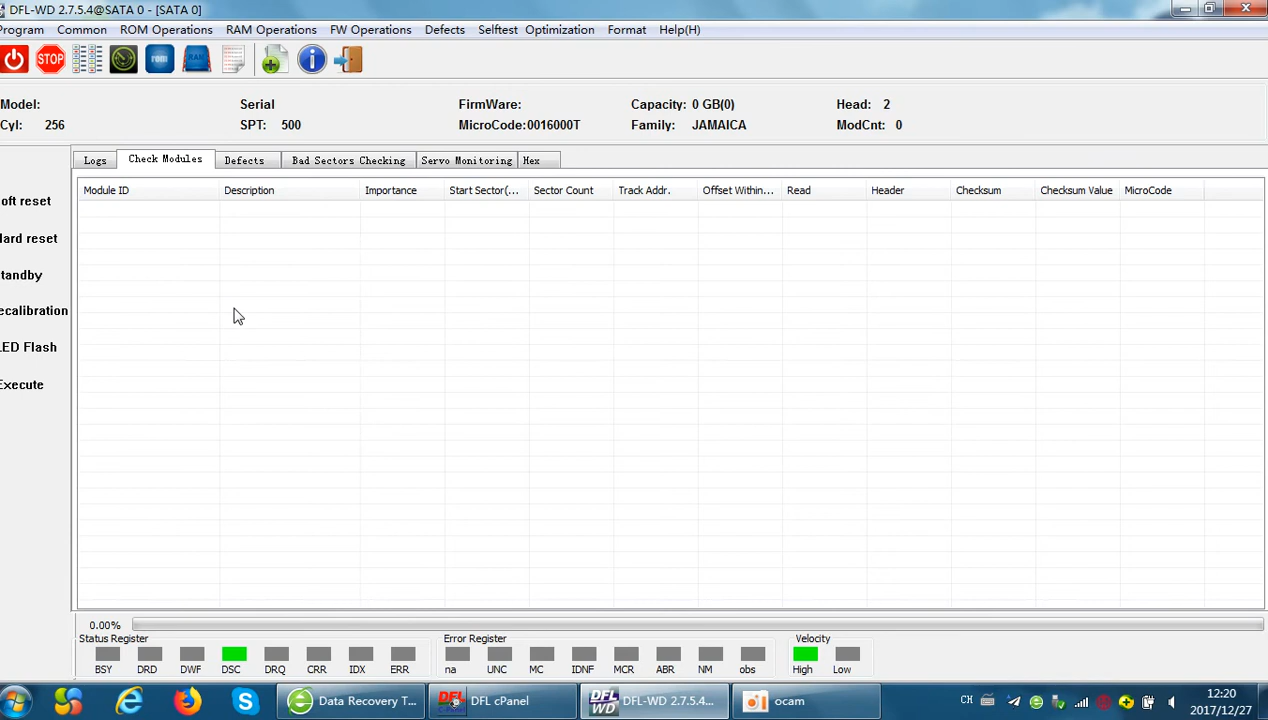 DFL-WD 2.7.5.4@SATA 0 - [SATA 0]
Program Common ROM Operations RAM Operations FW Operations Defects Selftest Optimization Format Help(H)
STOP rom RAM
Model: Serial FirmWare: Capacity: 0 GB(0) Head: 2
Cyl: 256 SPT: 500 MicroCode:0016000T Family: JAMAICA ModCnt: 0
Logs Check Modules Defects Bad Sectors Checking Servo Monitoring Hex
Module ID Description Importance Start Sector(... Sector Count Track Addr. Offset Within... Read Header Checksum Checksum Value MicroCode
oft reset
ard reset
tandby
ecalibration
ED Flash
Execute
0.00%
Status Register Error Register Velocity
BSY DRD DWF DSC DRQ CRR IDX ERR na UNC MC IDNF MCR ABR NM obs High Low
Data Recovery T... DFL cPanel DFL WD DFL-WD 2.7.5.4... ocam CH 12:20
2017/12/27